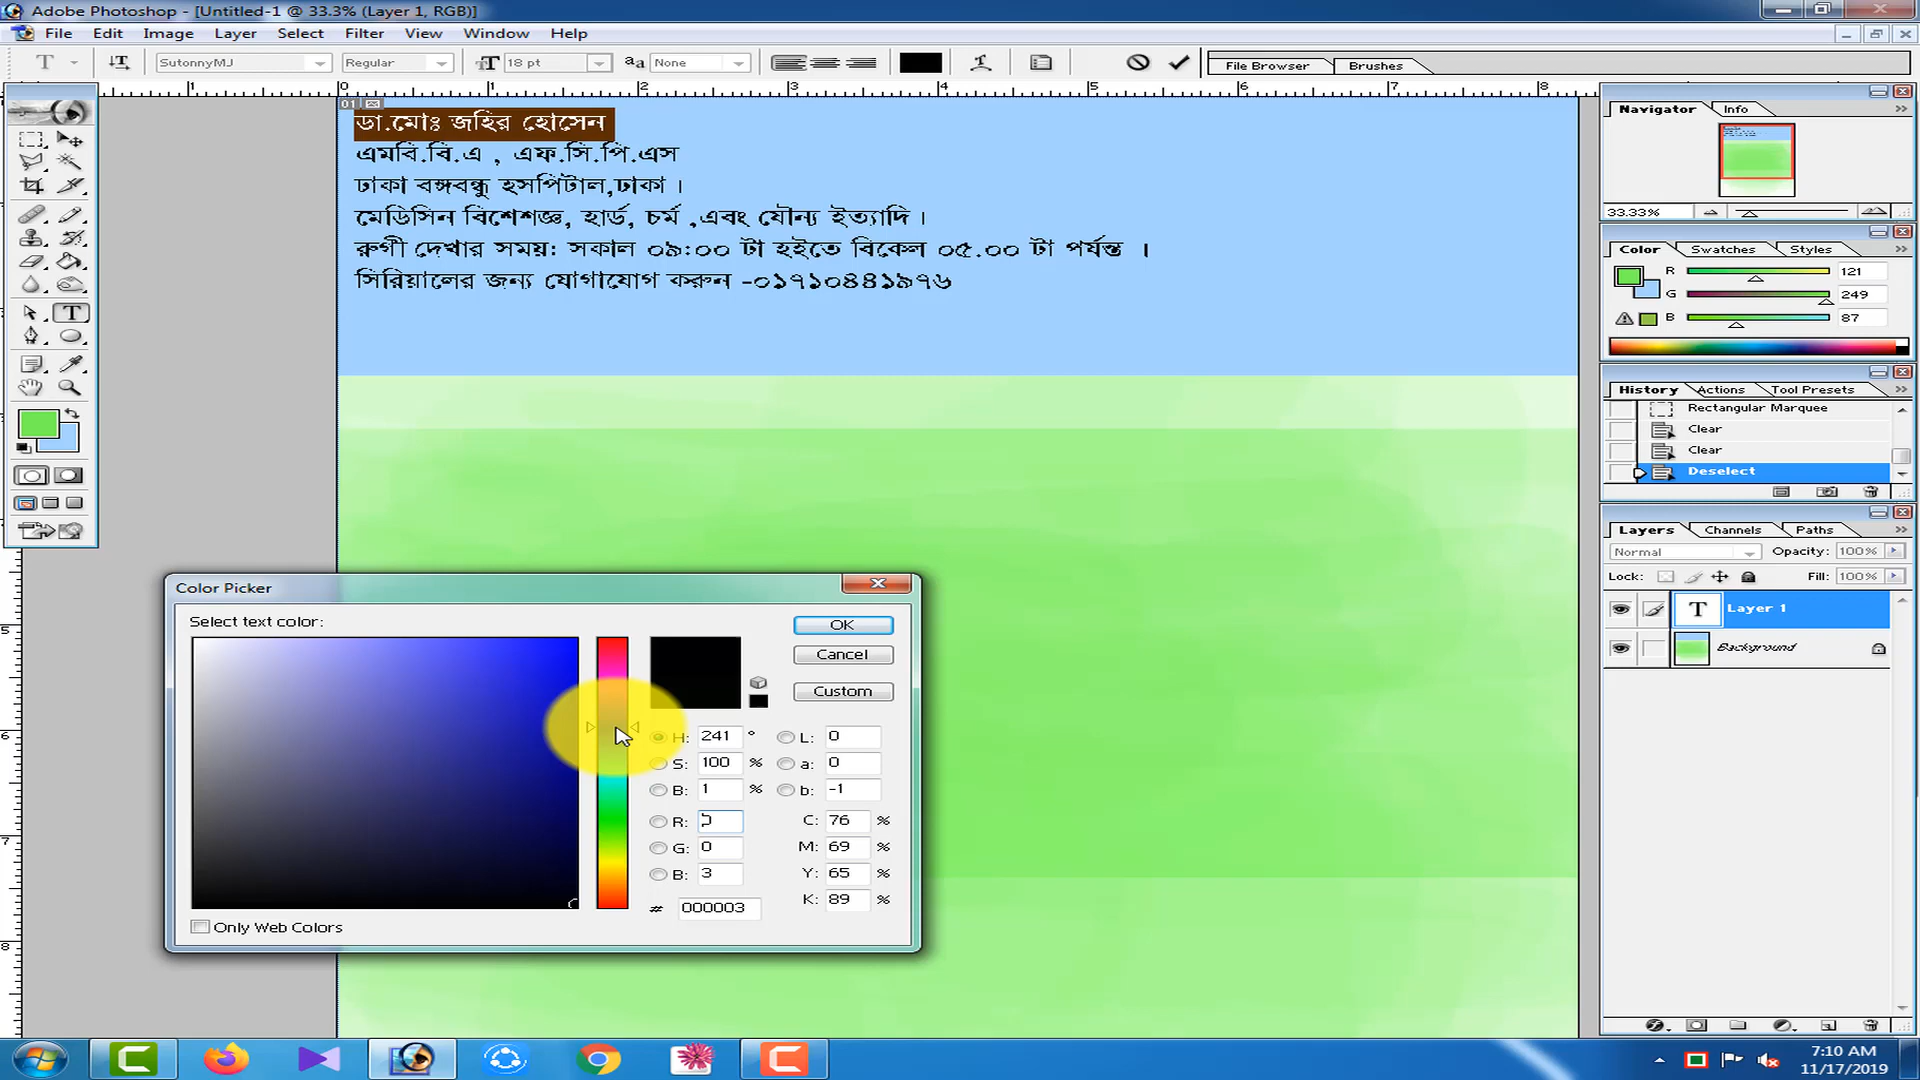 Adobe Photoshop - [Untitled-1 @ 33.3% (Layer 1, RGB)]
File Edit Image Layer Select Filter View Window Help
SutonnyMJ Regular 18 pt None File Browser Brushes
ডা.মোঃ জহির হোসেন
এমবি.বি.এ , এফ.সি.পি.এস
ঢাকা বঙ্গবন্ধু হসপিটাল,ঢাকা ।
মেডিসিন বিশেশজ্ঞ, হার্ড, চর্ম ,এবং যৌন্য ইত্যাদি ।
রুগী দেখার সময়: সকাল ০৯:০০ টা হইতে বিকেল ০৫.০০ টা পর্যন্ত ।
সিরিয়ালের জন্য যোগাযোগ করুন -০১৭১০৪৪১৯৭৬
Navigator Info
33.33%
Color Swatches Styles
R 121
G 249
B 87
History Actions Tool Presets
Rectangular Marquee
Clear
Clear
Deselect
Layers Channels Paths
Normal Opacity: 100%
Lock: Fill: 100%
T Layer 1
Background
Color Picker
Select text color:
OK
Cancel
Custom
H: 241 ° L: 0
S: 100 % a: 0
B: 1 % b: -1
R: C: 76 %
G: 0 M: 69 %
B: 3 Y: 65 %
# 000003 K: 89 %
Only Web Colors
7:10 AM
11/17/2019